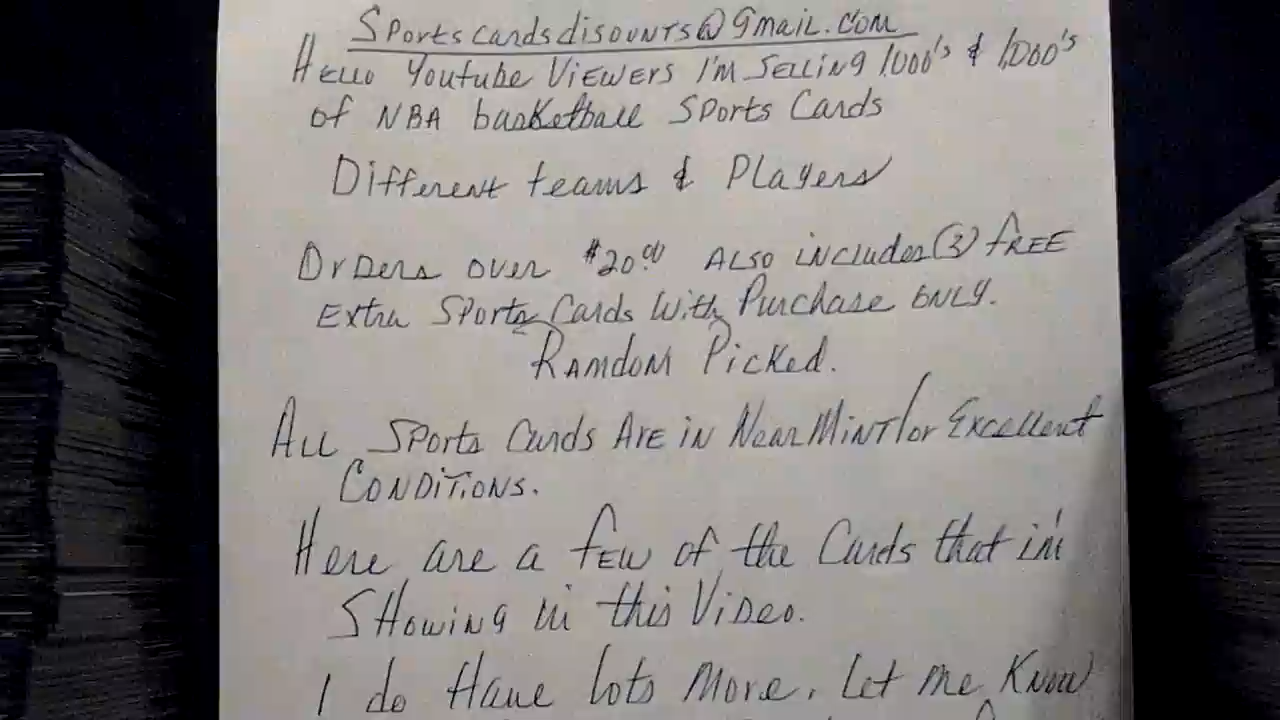 Sportscardsdisounts@gmail.com
Hello Youtube Viewers I'm Selling 1000's & 1,000's
of NBA basketball Sports Cards
Different teams & Players
Orders over $20.00 Also includes (3) free
Extra Sports Cards With Purchase ONLY.
Ramdom Picked.
All Sports Cards Are in Near Mint/or Excellent
Conditions.
Here are a few of the Cards that i'm
Showing in this Video.
I do Have lots More. Let me Know